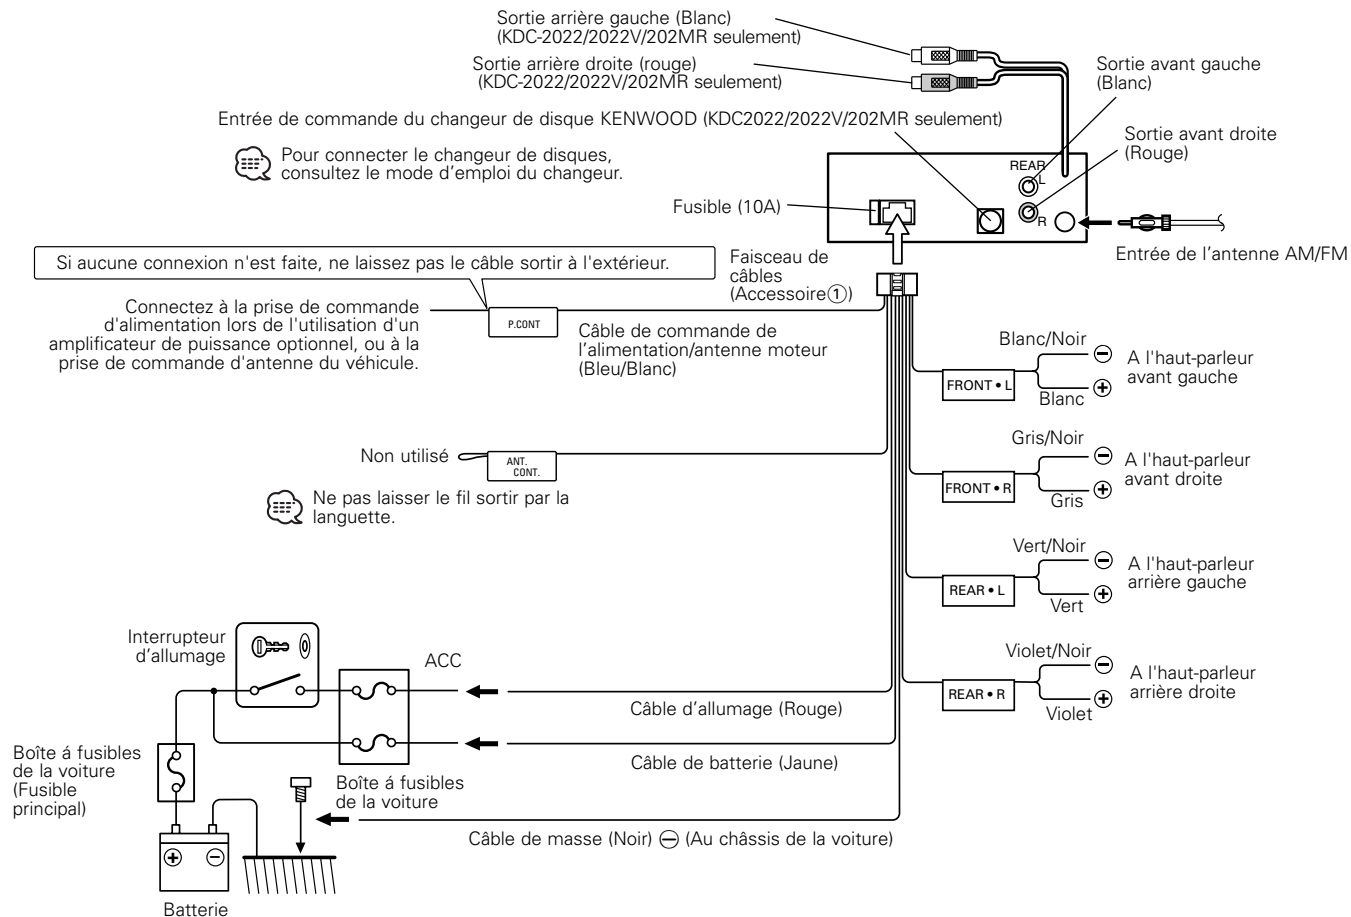 Sortie arrière gauche (Blanc)
(KDC-2022/2022V/202MR seulement)
Sortie arrière droite (rouge)
(KDC-2022/2022V/202MR seulement)
Sortie avant gauche
(Blanc)
Entrée de commande du changeur de disque KENWOOD (KDC2022/2022V/202MR seulement)
Sortie avant droite
(Rouge)
Pour connecter le changeur de disques,
consultez le mode d'emploi du changeur.
REAR
L
R
Fusible (10A)
Entrée de l'antenne AM/FM
Si aucune connexion n'est faite, ne laissez pas le câble sortir à l'extérieur.
Faisceau de
câbles
(Accessoire①)
Connectez à la prise de commande
d'alimentation lors de l'utilisation d'un
amplificateur de puissance optionnel, ou à la
prise de commande d'antenne du véhicule.
P.CONT
Câble de commande de
l'alimentation/antenne moteur
(Bleu/Blanc)
Blanc/Noir
⊖
FRONT • L
Blanc
⊕
A l'haut-parleur
avant gauche
Gris/Noir
⊖
FRONT • R
Gris
⊕
A l'haut-parleur
avant droite
Non utilisé
ANT.
CONT.
Ne pas laisser le fil sortir par la
languette.
Vert/Noir
⊖
REAR • L
Vert
⊕
A l'haut-parleur
arrière gauche
Violet/Noir
⊖
REAR • R
Violet
⊕
A l'haut-parleur
arrière droite
Interrupteur
d'allumage
ACC
Câble d'allumage (Rouge)
Câble de batterie (Jaune)
Boîte á fusibles
de la voiture
(Fusible
principal)
Boîte á fusibles
de la voiture
Câble de masse (Noir) ⊖ (Au châssis de la voiture)
⊕ ⊖
Batterie